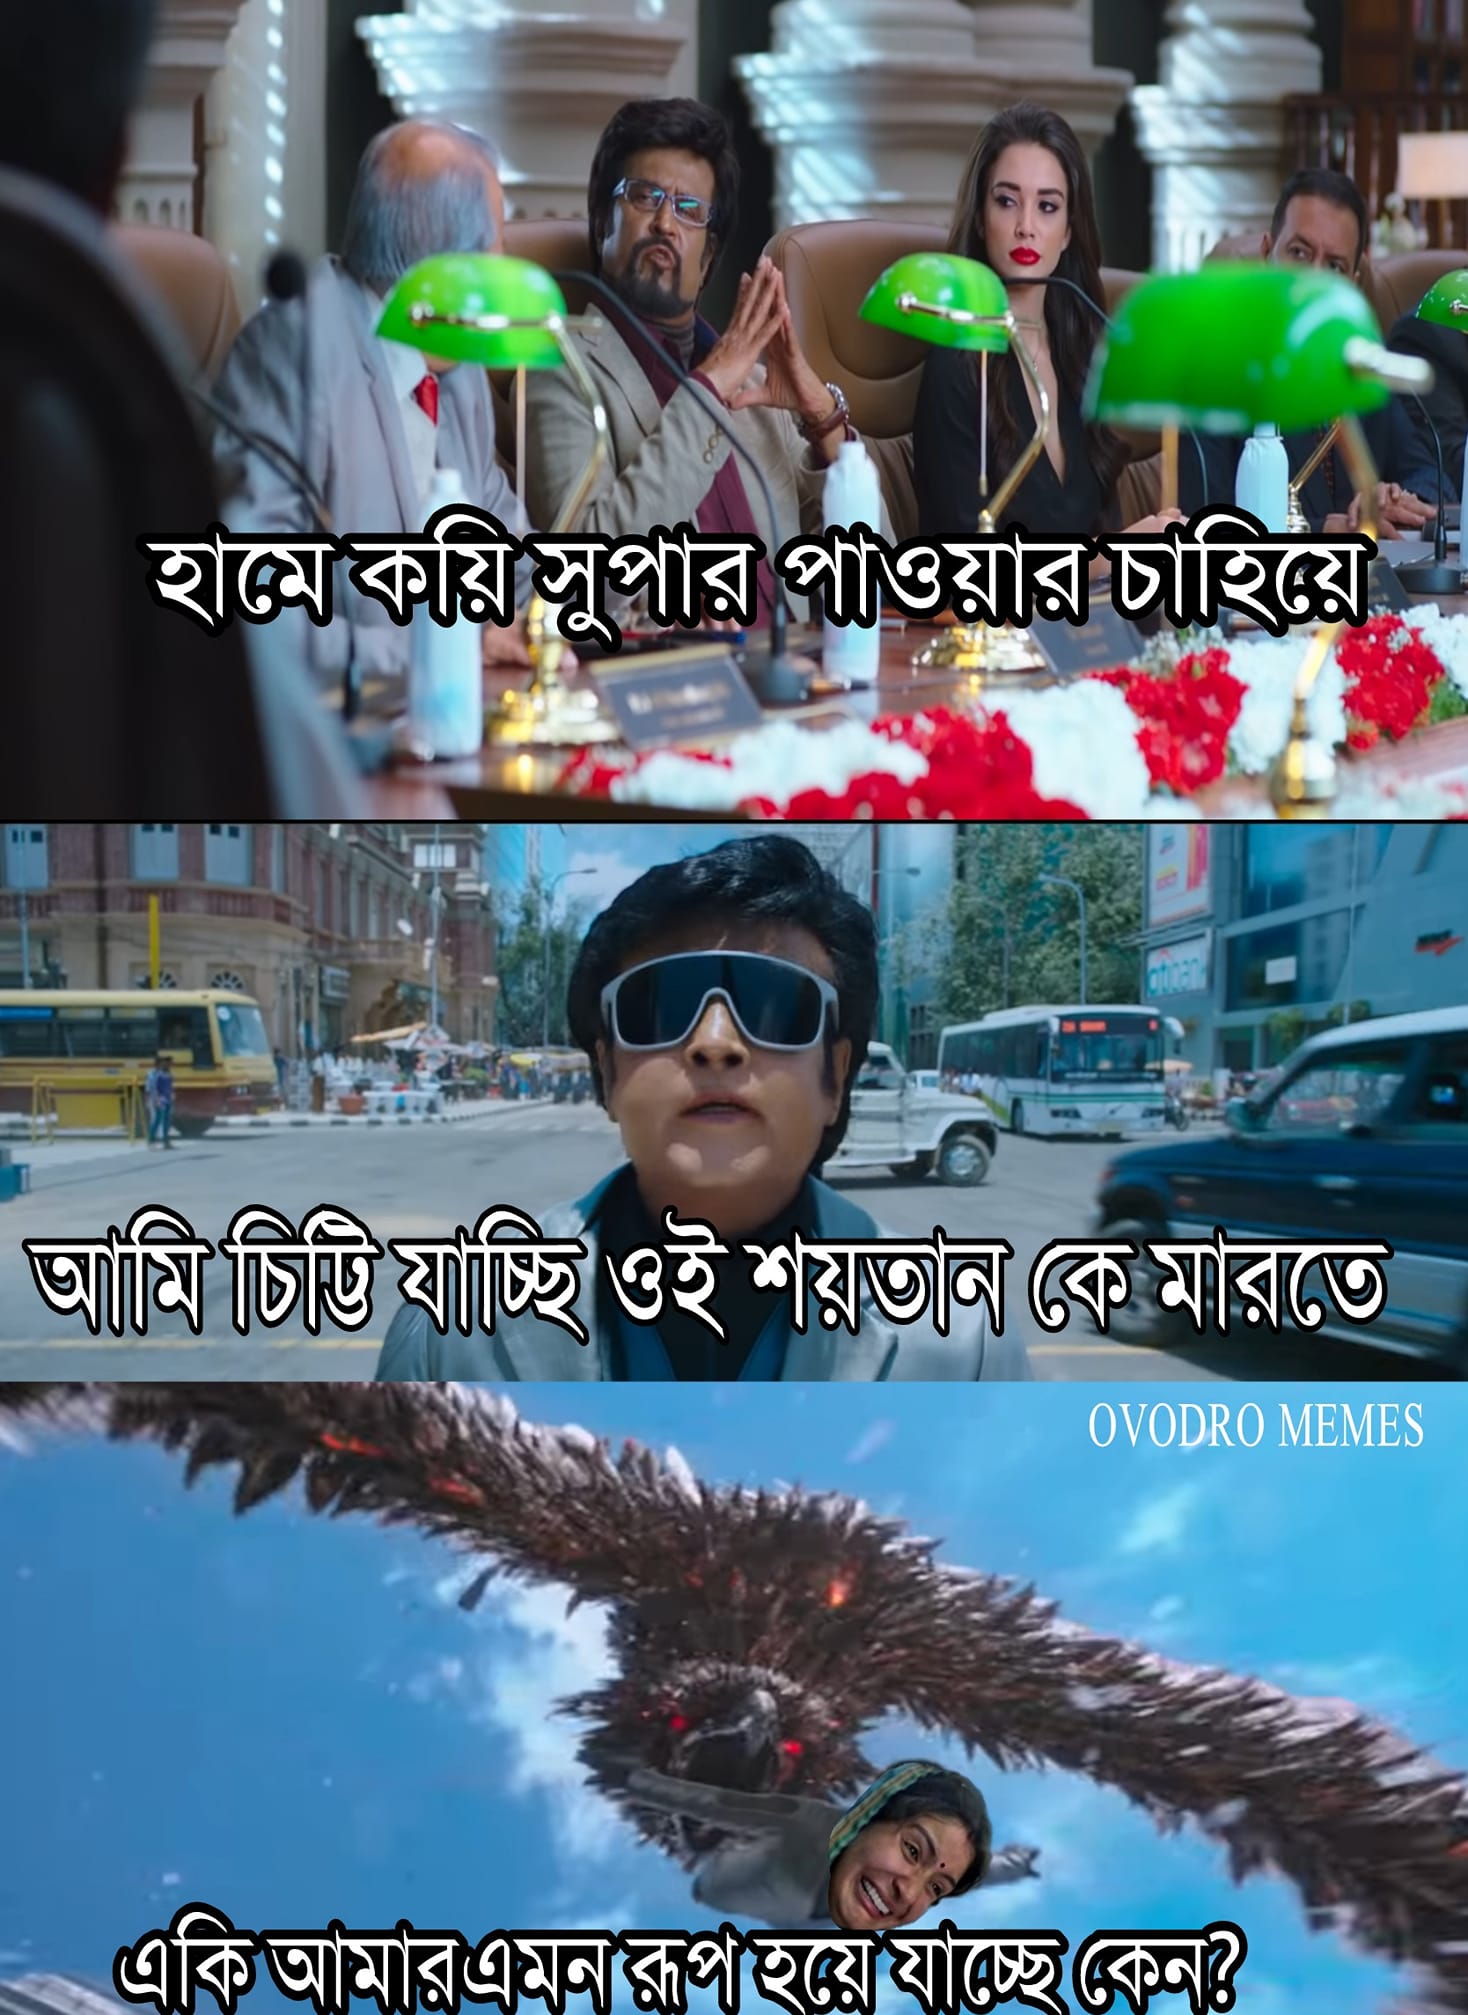 হামে কয়ি সুপার পাওয়ার চাহিয়ে
আমি চিট্টি যাচ্ছি ওই শয়তান কে মারতে
OVODRO MEMES
একি আমারএমন রূপ হয়ে যাচ্ছে কেন?